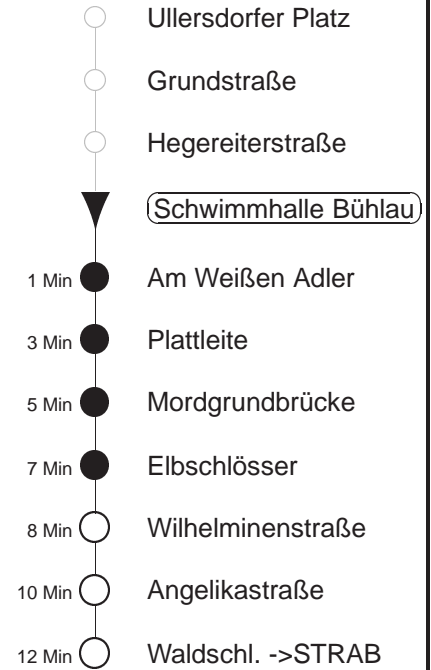 Ullersdorfer Platz
Grundstraße
Hegereiterstraße
Schwimmhalle Bühlau
1 Min Am Weißen Adler
3 Min Plattleite
5 Min Mordgrundbrücke
7 Min Elbschlösser
8 Min Wilhelminenstraße
10 Min Angelikastraße
12 Min Waldschl. ->STRAB